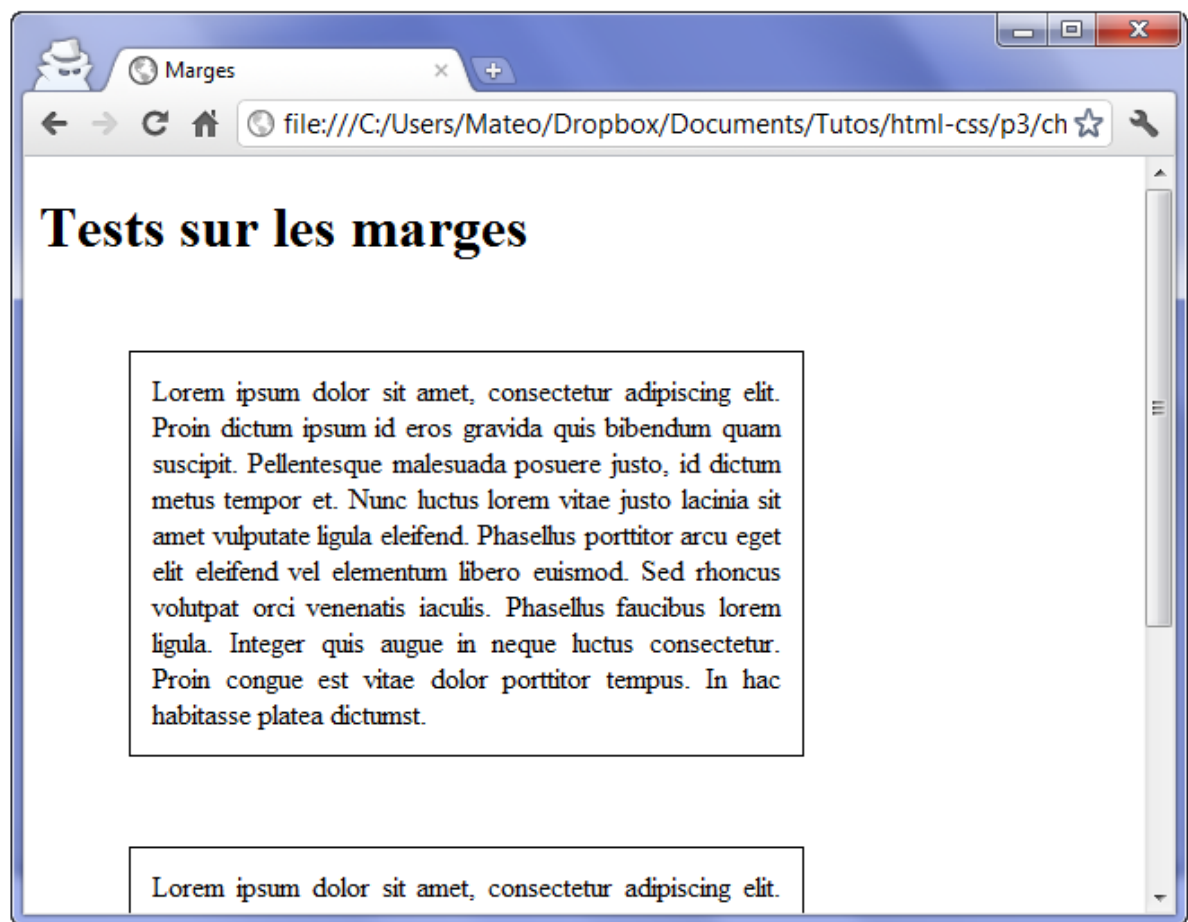 Marges
file:///C:/Users/Mateo/Dropbox/Documents/Tutos/html-css/p3/ch
Tests sur les marges
Lorem ipsum dolor sit amet, consectetur adipiscing elit.
Proin dictum ipsum id eros gravida quis bibendum quam
suscipit. Pellentesque malesuada posuere justo, id dictum
metus tempor et. Nunc luctus lorem vitae justo lacinia sit
amet vulputate ligula eleifend. Phasellus porttitor arcu eget
elit eleifend vel elementum libero euismod. Sed rhoncus
volutpat orci venenatis iaculis. Phasellus faucibus lorem
ligula. Integer quis augue in neque luctus consectetur.
Proin congue est vitae dolor porttitor tempus. In hac
habitasse platea dictumst.
Lorem ipsum dolor sit amet, consectetur adipiscing elit.